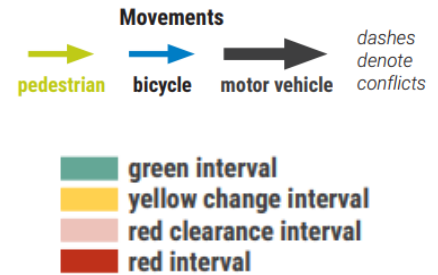 Movements
pedestrian
bicycle
motor vehicle
dashes
denote
conflicts
green interval
yellow change interval
red clearance interval
red interval